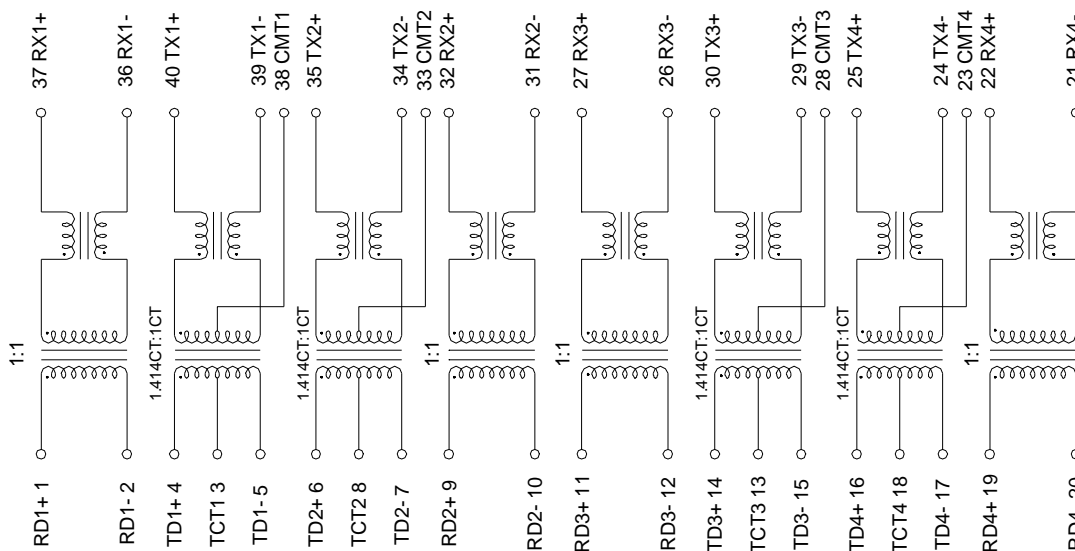 37 RX1+
36 RX1-
40 TX1+
39 TX1-
38 CMT1
35 TX2+
34 TX2-
33 CMT2
32 RX2+
31 RX2-
27 RX3+
26 RX3-
30 TX3+
29 TX3-
28 CMT3
25 TX4+
24 TX4-
23 CMT4
22 RX4+
21 RX4-
1:1
1.414CT:1CT
1.414CT:1CT
1:1
1:1
1.414CT:1CT
1.414CT:1CT
1:1
RD1+ 1
RD1- 2
TD1+ 4
TCT1 3
TD1- 5
TD2+ 6
TCT2 8
TD2- 7
RD2+ 9
RD2- 10
RD3+ 11
RD3- 12
TD3+ 14
TCT3 13
TD3- 15
TD4+ 16
TCT4 18
TD4- 17
RD4+ 19
RD4- 20